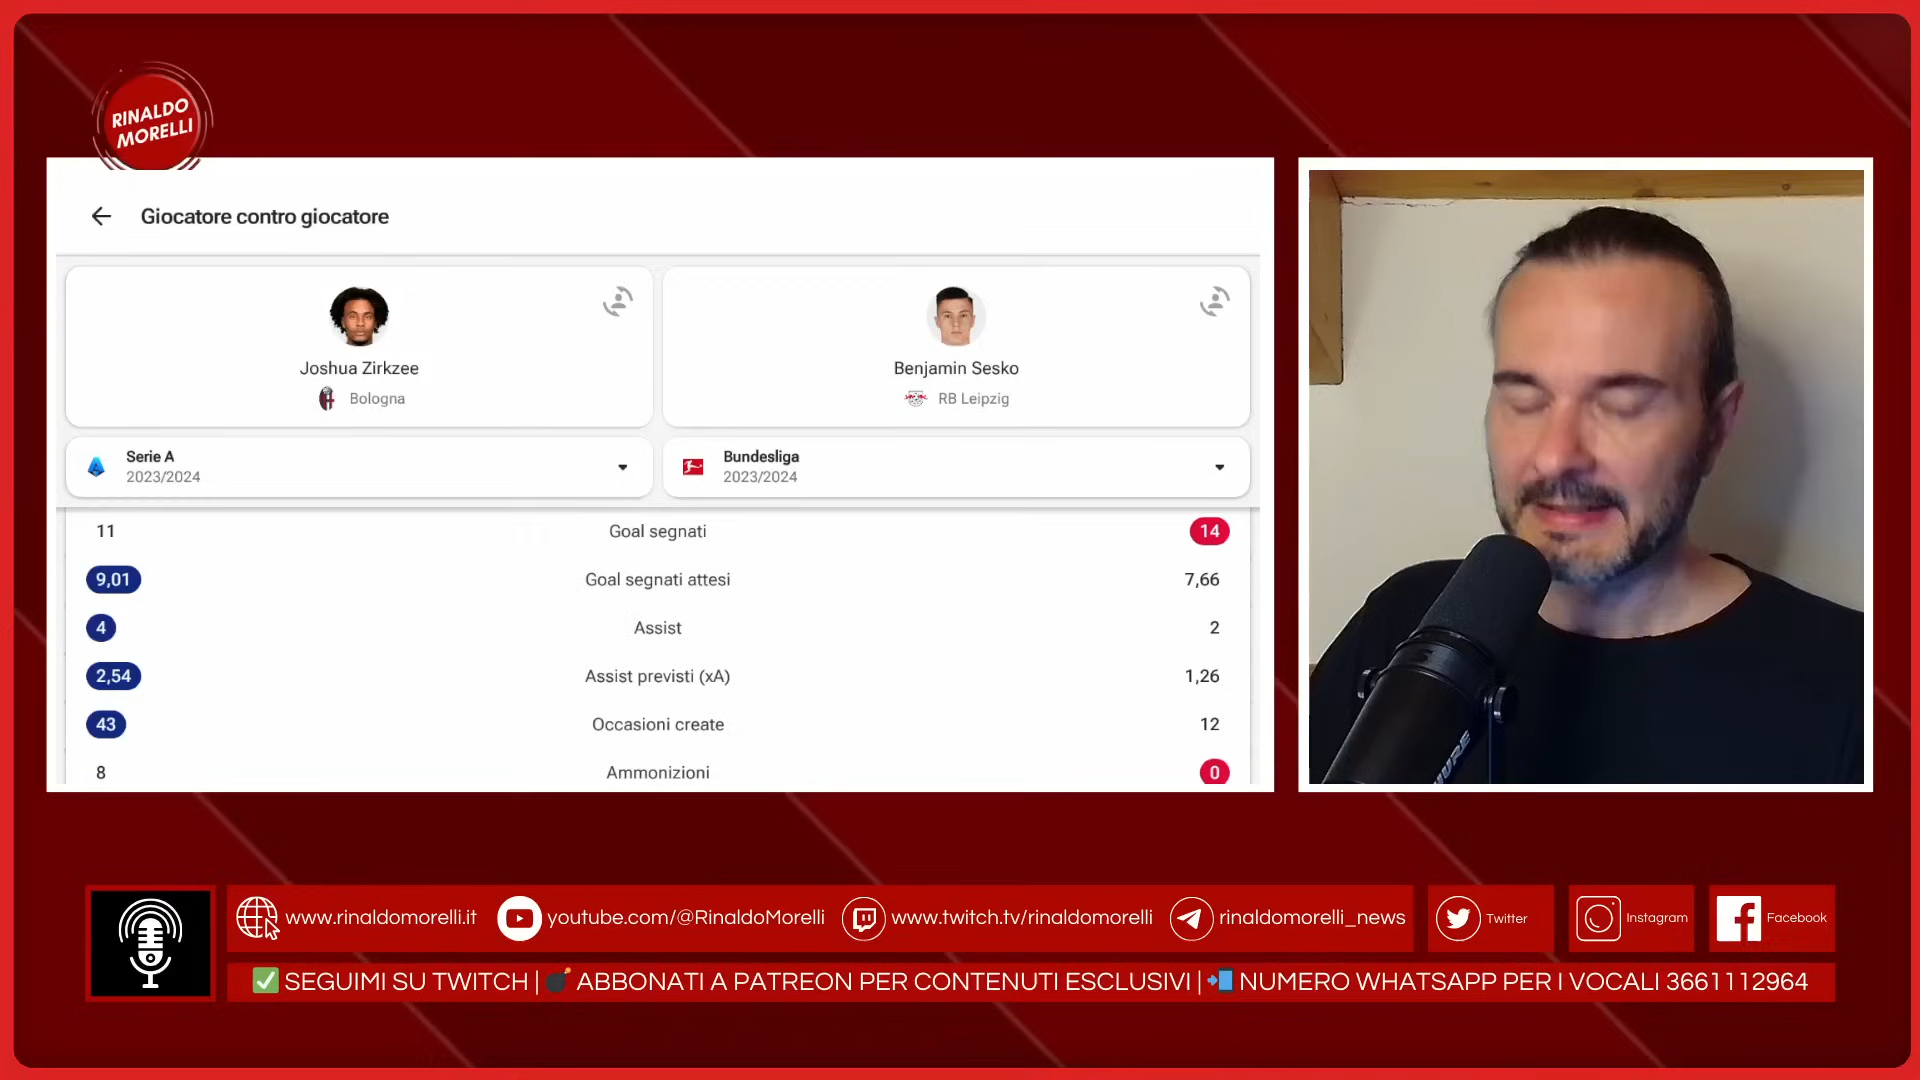 RINALDO
MORELLI
Giocatore contro giocatore
Joshua Zirkzee
Bologna
Benjamin Sesko
RB Leipzig
Serie A
2023/2024
Bundesliga
2023/2024
11 Goal segnati 14
9,01 Goal segnati attesi 7,66
4 Assist 2
2,54 Assist previsti (xA) 1,26
43 Occasioni create 12
8 Ammonizioni 0
www.rinaldomorelli.it youtube.com/@RinaldoMorelli www.twitch.tv/rinaldomorelli rinaldomorelli_news Twitter Instagram Facebook
✅ SEGUIMI SU TWITCH | 💣 ABBONATI A PATREON PER CONTENUTI ESCLUSIVI | 📲 NUMERO WHATSAPP PER I VOCALI 3661112964